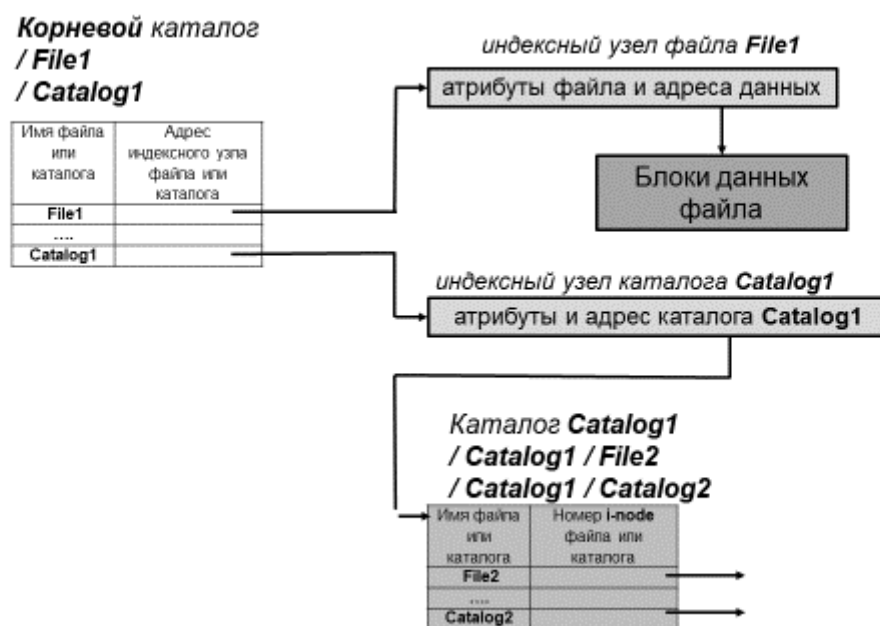 Корневой каталог
/ File1
/ Catalog1
Имя файла
или
каталога
Адрес
индексного узла
файла или
каталога
File1
....
Catalog1
индексный узел файла File1
атрибуты файла и адреса данных
Блоки данных
файла
индексный узел каталога Catalog1
атрибуты и адрес каталога Catalog1
Каталог Catalog1
/ Catalog1 / File2
/ Catalog1 / Catalog2
Имя файла
или
каталога
Номер i-node
файла или
каталога
File2
....
Catalog2